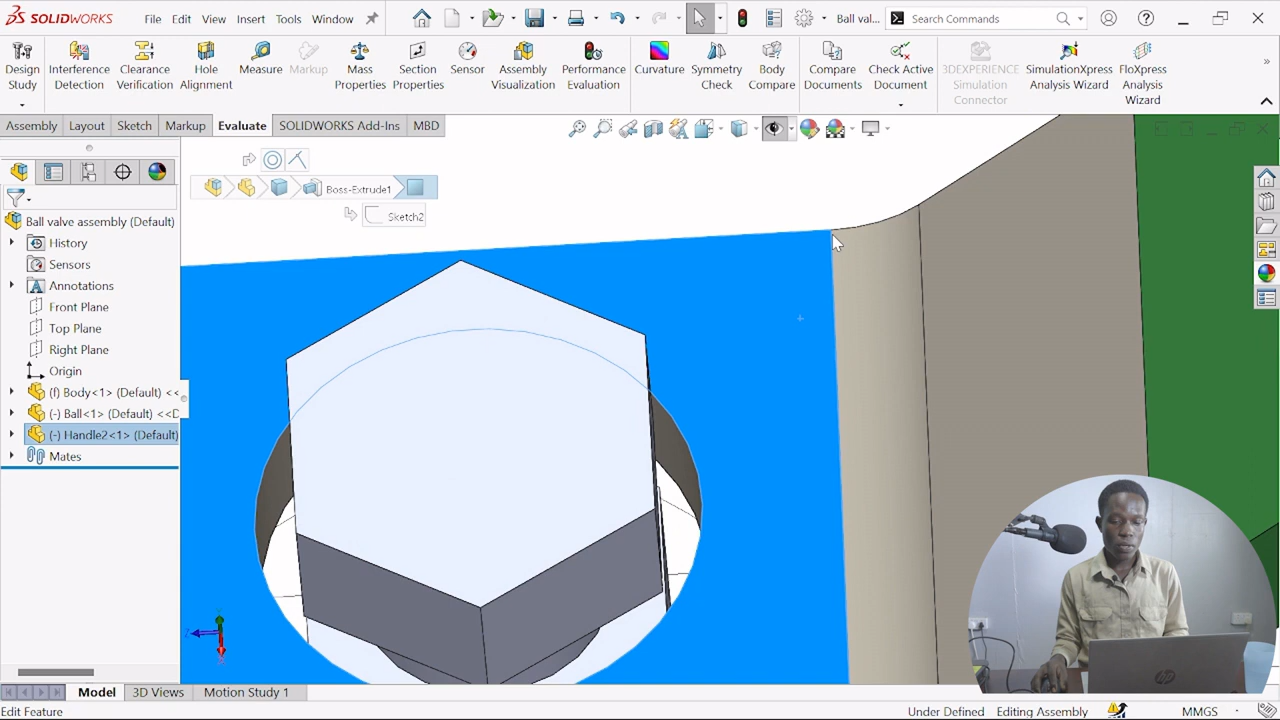 SOLIDWORKS File Edit View Insert Tools Window Ball val... Search Commands
Design Study
Interference Detection
Clearance Verification
Hole Alignment
Measure
Markup
Mass Properties
Section Properties
Sensor
Assembly Visualization
Performance Evaluation
Curvature
Symmetry Check
Body Compare
Compare Documents
Check Active Document
3DEXPERIENCE Simulation Connector
SimulationXpress Analysis Wizard
FloXpress Analysis Wizard
Assembly Layout Sketch Markup Evaluate SOLIDWORKS Add-Ins MBD
Boss-Extrude1
Sketch2
Ball valve assembly (Default)
History
Sensors
Annotations
Front Plane
Top Plane
Right Plane
Origin
(f) Body<1> (Default) <<
(-) Ball<1> (Default) <<D
(-) Handle2<1> (Default)
Mates
Model 3D Views Motion Study 1
Edit Feature Under Defined Editing Assembly MMGS